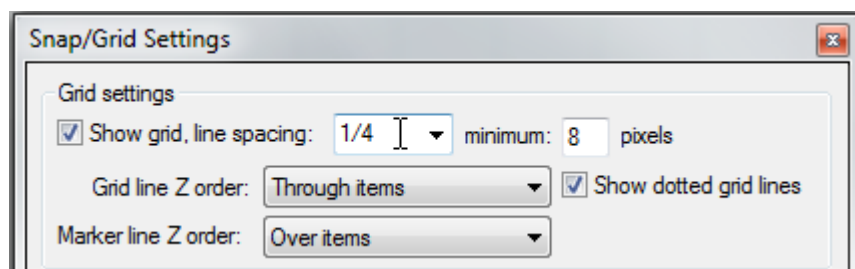 Snap/Grid Settings
Grid settings
Show grid, line spacing: 1/4 minimum: 8 pixels
Grid line Z order: Through items Show dotted grid lines
Marker line Z order: Over items